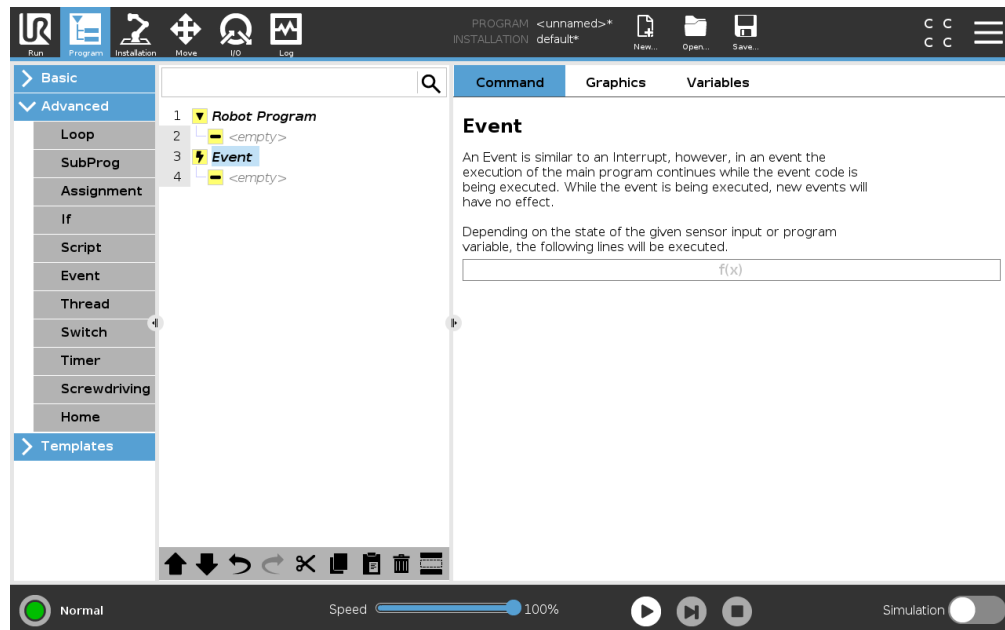 PROGRAM <unnamed>*
INSTALLATION default*
UR
Run
Program
Installation
Move
I/O
Log
New...
Open...
Save...
C C
C C
Basic
Advanced
Loop
SubProg
Assignment
If
Script
Event
Thread
Switch
Timer
Screwdriving
Home
Templates
1 Robot Program
2 <empty>
3 Event
4 <empty>
Command
Graphics
Variables
Event
An Event is similar to an Interrupt, however, in an event the
execution of the main program continues while the event code is
being executed. While the event is being executed, new events will
have no effect.
Depending on the state of the given sensor input or program
variable, the following lines will be executed.
f(x)
Normal
Speed
100%
Simulation